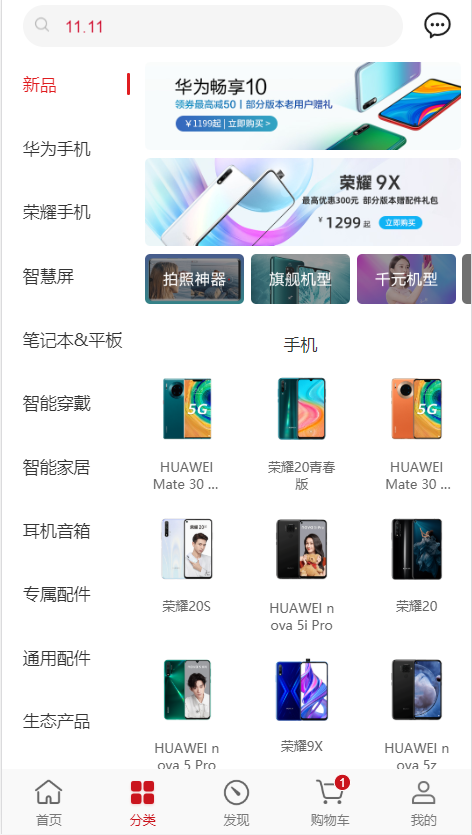 11.11
新品
华为手机
荣耀手机
智慧屏
笔记本&平板
智能穿戴
智能家居
耳机音箱
专属配件
通用配件
生态产品
华为畅享10
领券最高减50 | 部分版本老用户赠礼
￥1199起 | 立即购买 >
荣耀 9X
最高优惠300元 部分版本赠配件礼包
￥1299 起 立即购买
拍照神器
旗舰机型
千元机型
手机
5G
5G
HUAWEI
Mate 30 ...
荣耀20青春
版
HUAWEI
Mate 30 ...
荣耀20S
HUAWEI n
ova 5i Pro
荣耀20
HUAWEI n
ova 5 Pro
荣耀9X
HUAWEI n
ova 5z
1
首页
分类
发现
购物车
我的